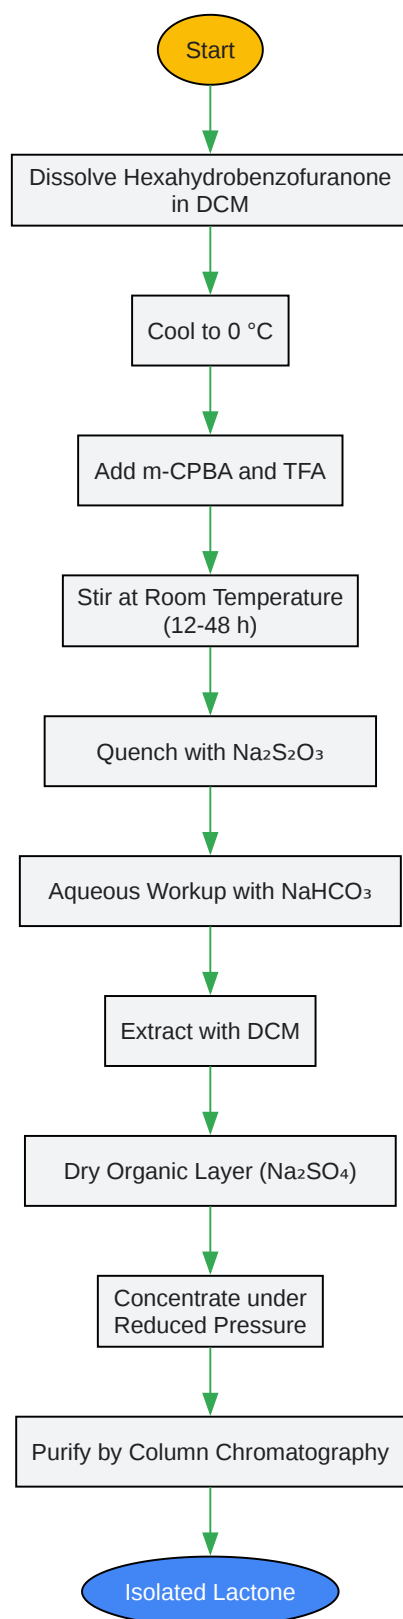 Start
Dissolve Hexahydrobenzofuranone
in DCM
Cool to 0 °C
Add m-CPBA and TFA
Stir at Room Temperature
(12-48 h)
Quench with Na₂S₂O₃
Aqueous Workup with NaHCO₃
Extract with DCM
Dry Organic Layer (Na₂SO₄)
Concentrate under
Reduced Pressure
Purify by Column Chromatography
Isolated Lactone